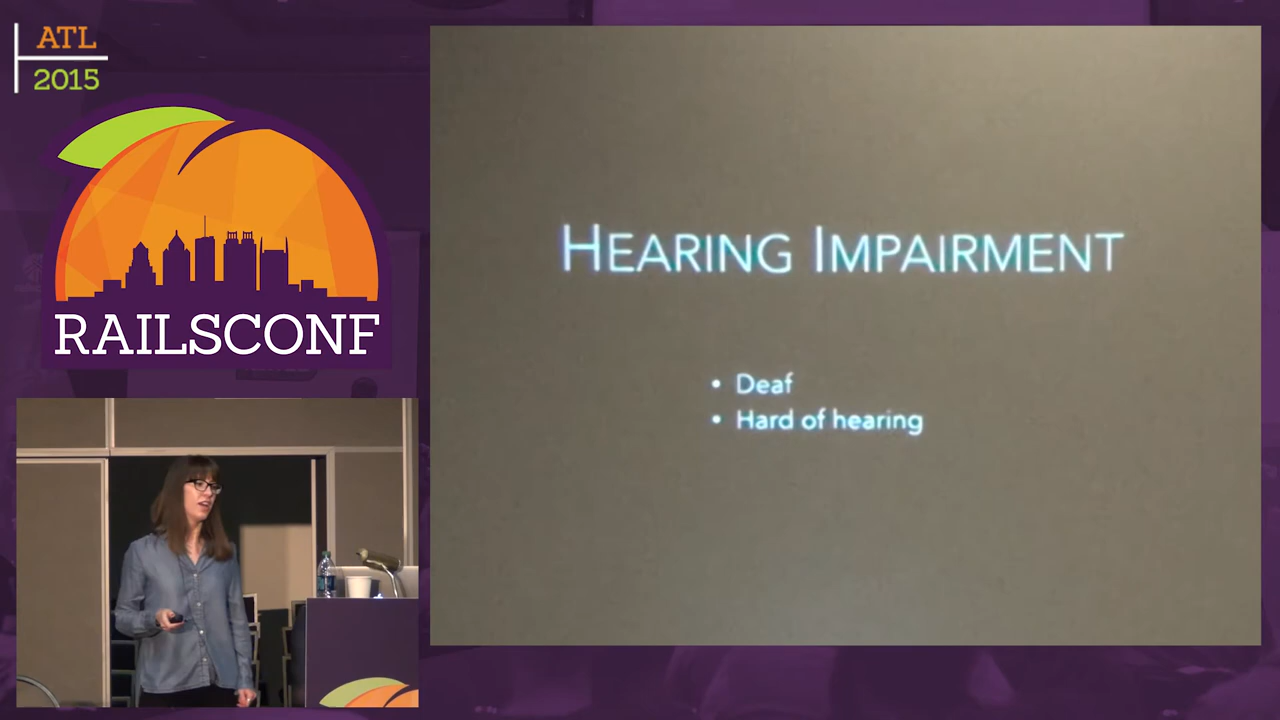 ATL
2015
RAILSCONF
HEARING IMPAIRMENT
• Deaf
• Hard of hearing